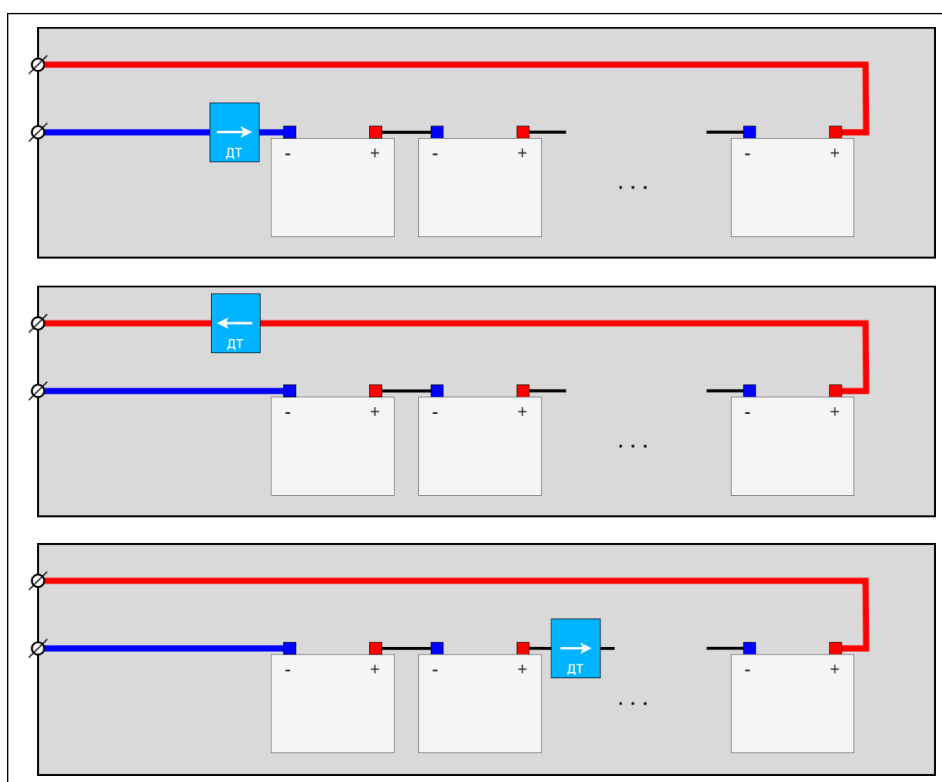 ДТ
- + - + - +
. . .
ДТ
- + - + - +
. . .
ДТ
- + - + - +
. . .